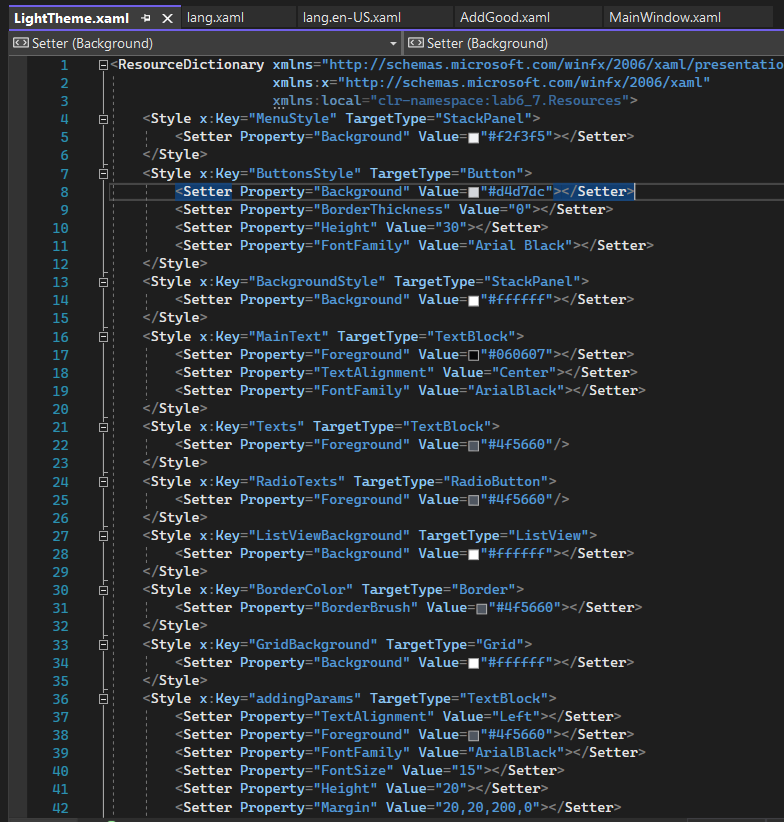 LightTheme.xaml lang.xaml lang.en-US.xaml AddGood.xaml MainWindow.xaml
Setter (Background) Setter (Background)
1 <ResourceDictionary xmlns="http://schemas.microsoft.com/winfx/2006/xaml/presentatio
2 xmlns:x="http://schemas.microsoft.com/winfx/2006/xaml"
3 xmlns:local="clr-namespace:lab6_7.Resources">
4 <Style x:Key="MenuStyle" TargetType="StackPanel">
5 <Setter Property="Background" Value="#f2f3f5"></Setter>
6 </Style>
7 <Style x:Key="ButtonsStyle" TargetType="Button">
8 <Setter Property="Background" Value="#d4d7dc"></Setter>
9 <Setter Property="BorderThickness" Value="0"></Setter>
10 <Setter Property="Height" Value="30"></Setter>
11 <Setter Property="FontFamily" Value="Arial Black"></Setter>
12 </Style>
13 <Style x:Key="BackgroundStyle" TargetType="StackPanel">
14 <Setter Property="Background" Value="#ffffff"></Setter>
15 </Style>
16 <Style x:Key="MainText" TargetType="TextBlock">
17 <Setter Property="Foreground" Value="#060607"></Setter>
18 <Setter Property="TextAlignment" Value="Center"></Setter>
19 <Setter Property="FontFamily" Value="ArialBlack"></Setter>
20 </Style>
21 <Style x:Key="Texts" TargetType="TextBlock">
22 <Setter Property="Foreground" Value="#4f5660"/>
23 </Style>
24 <Style x:Key="RadioTexts" TargetType="RadioButton">
25 <Setter Property="Foreground" Value="#4f5660"/>
26 </Style>
27 <Style x:Key="ListViewBackground" TargetType="ListView">
28 <Setter Property="Background" Value="#ffffff"></Setter>
29 </Style>
30 <Style x:Key="BorderColor" TargetType="Border">
31 <Setter Property="BorderBrush" Value="#4f5660"></Setter>
32 </Style>
33 <Style x:Key="GridBackground" TargetType="Grid">
34 <Setter Property="Background" Value="#ffffff"></Setter>
35 </Style>
36 <Style x:Key="addingParams" TargetType="TextBlock">
37 <Setter Property="TextAlignment" Value="Left"></Setter>
38 <Setter Property="Foreground" Value="#4f5660"></Setter>
39 <Setter Property="FontFamily" Value="ArialBlack"></Setter>
40 <Setter Property="FontSize" Value="15"></Setter>
41 <Setter Property="Height" Value="20"></Setter>
42 <Setter Property="Margin" Value="20,20,200,0"></Setter>